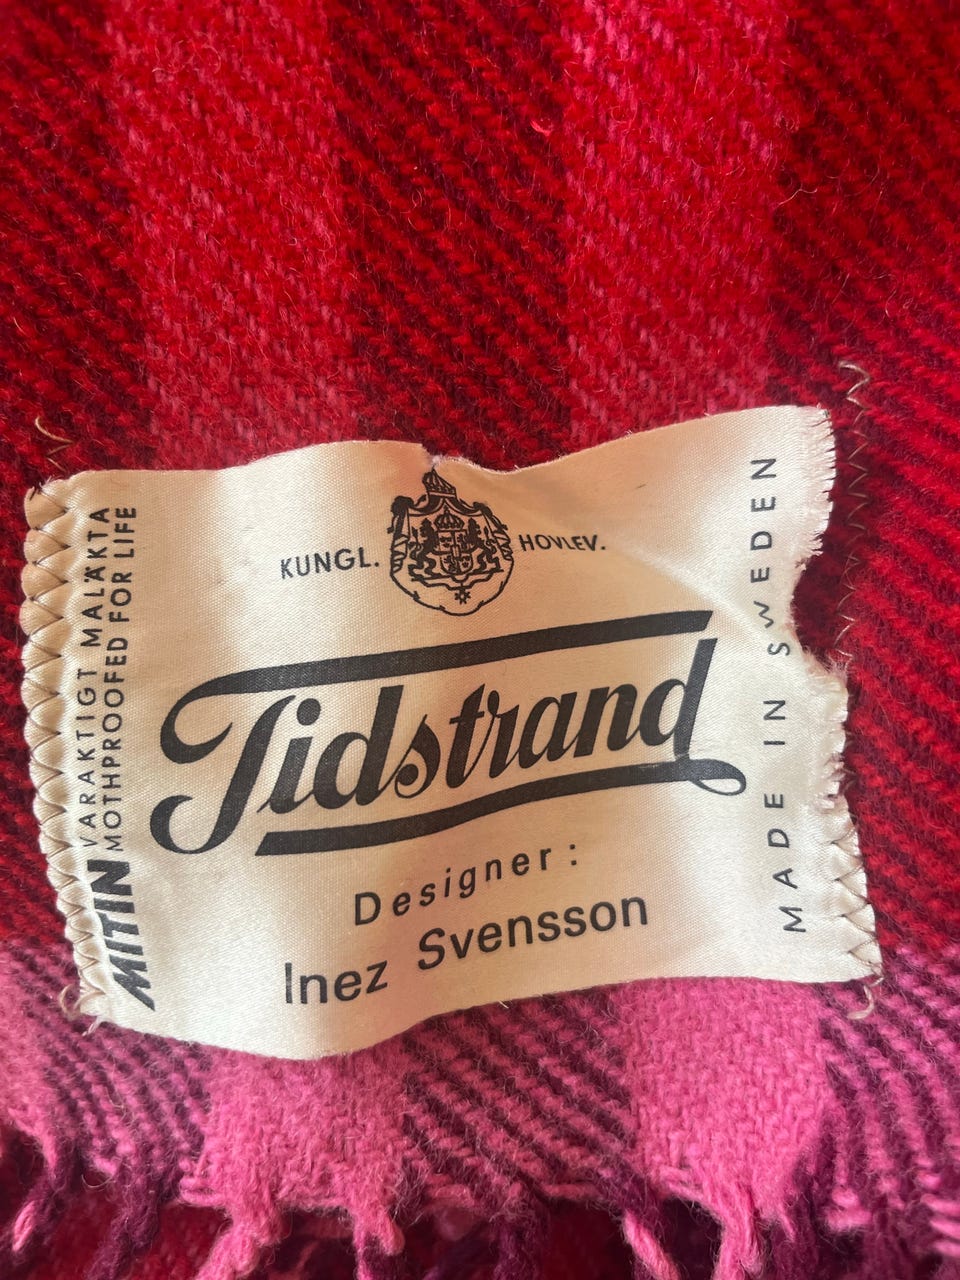 KUNGL. HOVLEV.
Tidstrand
Designer:
Inez Svensson
MITIN VARAKTIGT MALÄKTA
MOTHPROOFED FOR LIFE
MADE IN SWEDEN